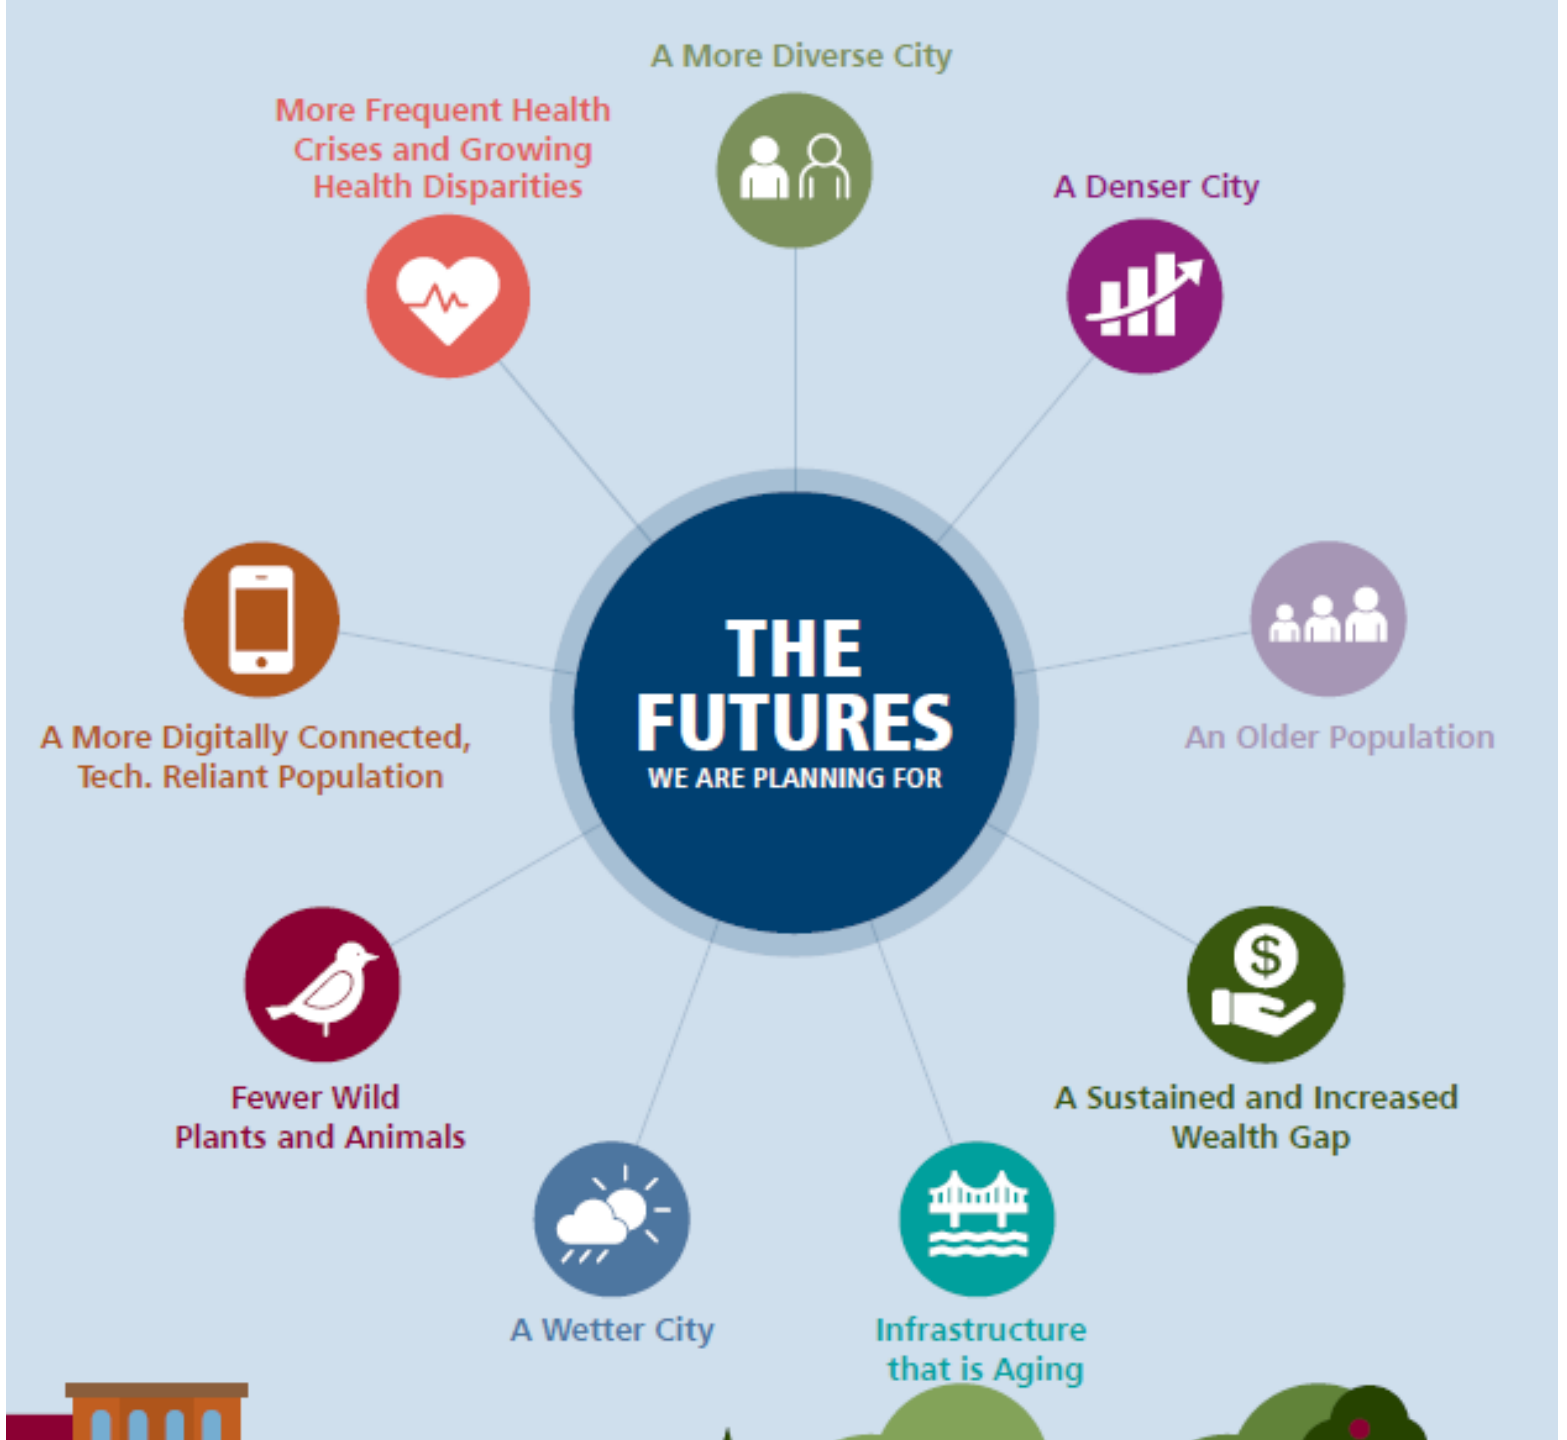 A More Diverse City
More Frequent Health
Crises and Growing
Health Disparities
A Denser City
THE
FUTURES
WE ARE PLANNING FOR
A More Digitally Connected,
Tech. Reliant Population
An Older Population
$
Fewer Wild
Plants and Animals
A Sustained and Increased
Wealth Gap
A Wetter City
Infrastructure
that is Aging